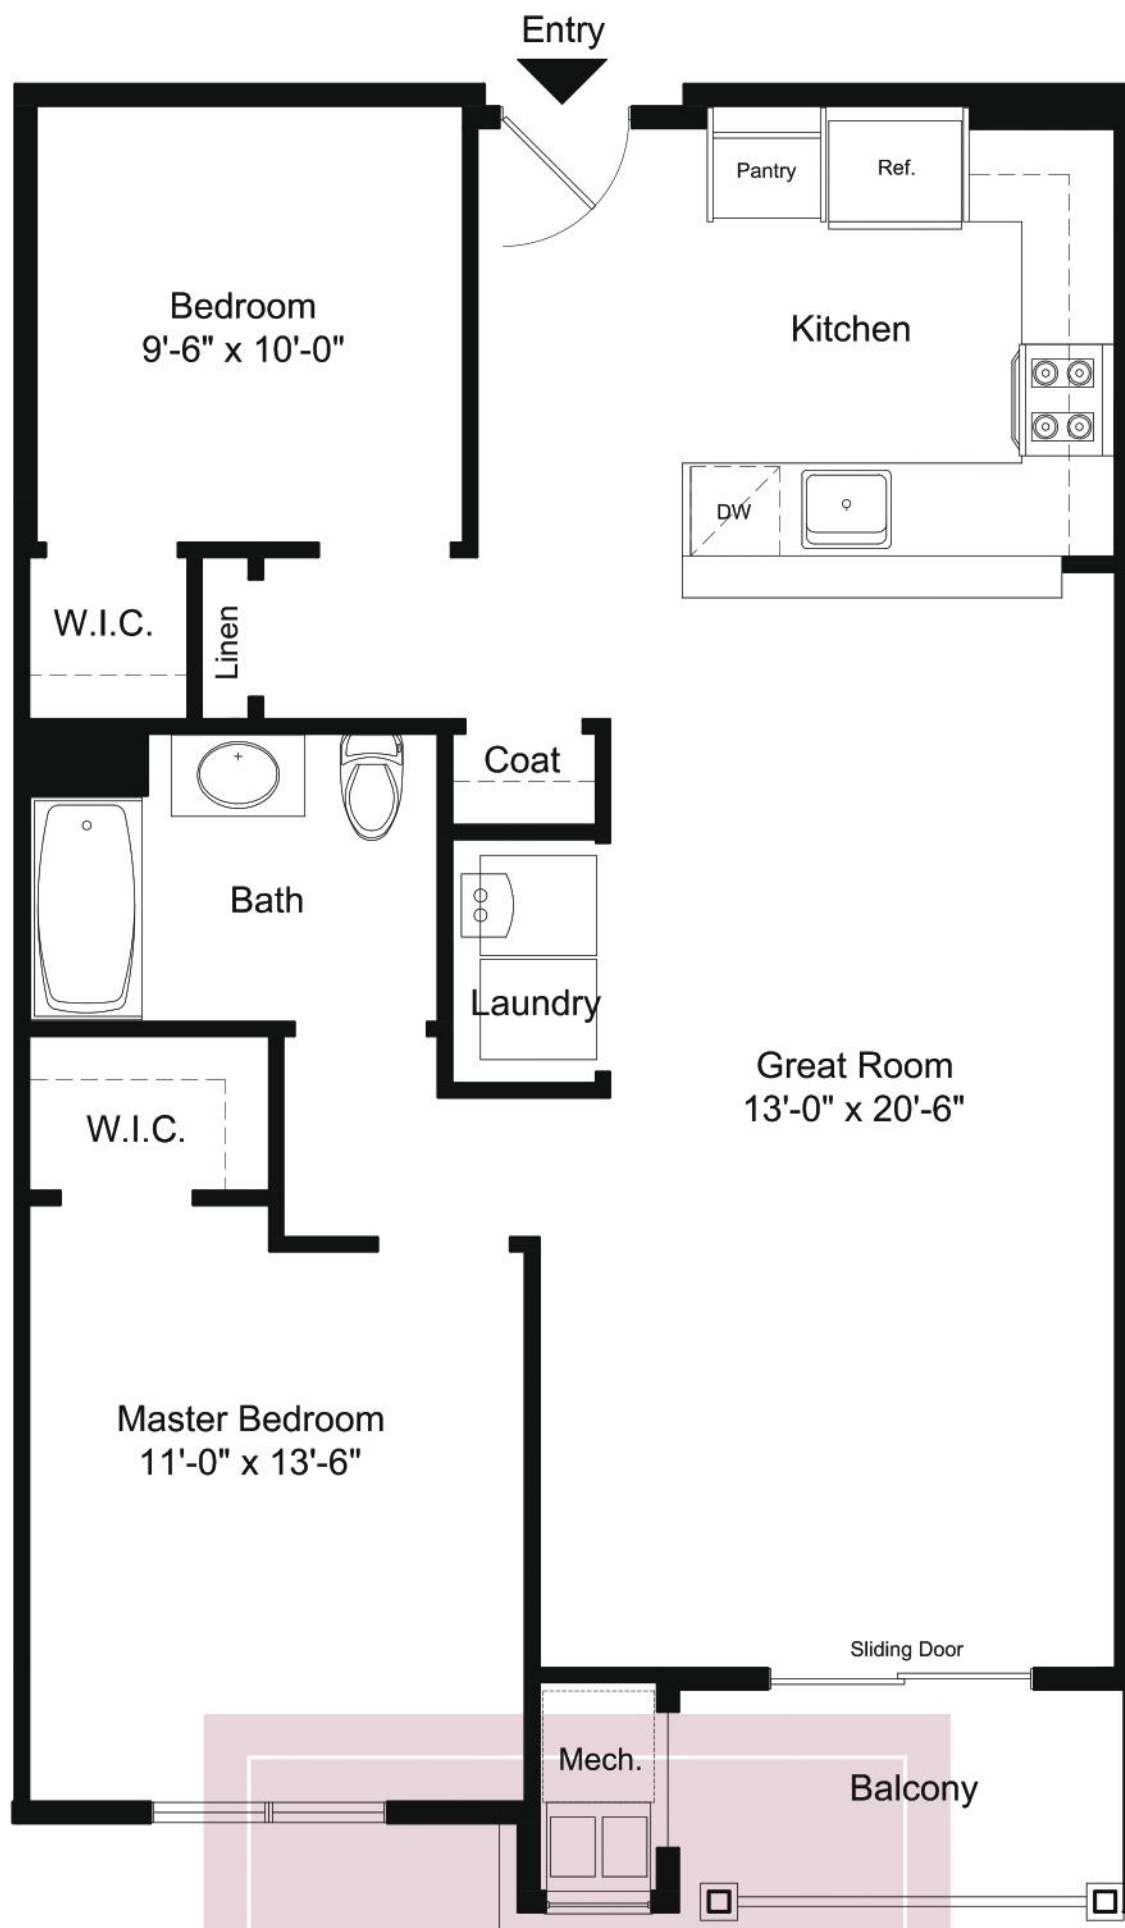 Entry
Pantry
Ref.
Bedroom
9'-6" x 10'-0"
Kitchen
DW
W.I.C.
Linen
Coat
Bath
Laundry
Great Room
13'-0" x 20'-6"
W.I.C.
Master Bedroom
11'-0" x 13'-6"
Sliding Door
Mech.
Balcony